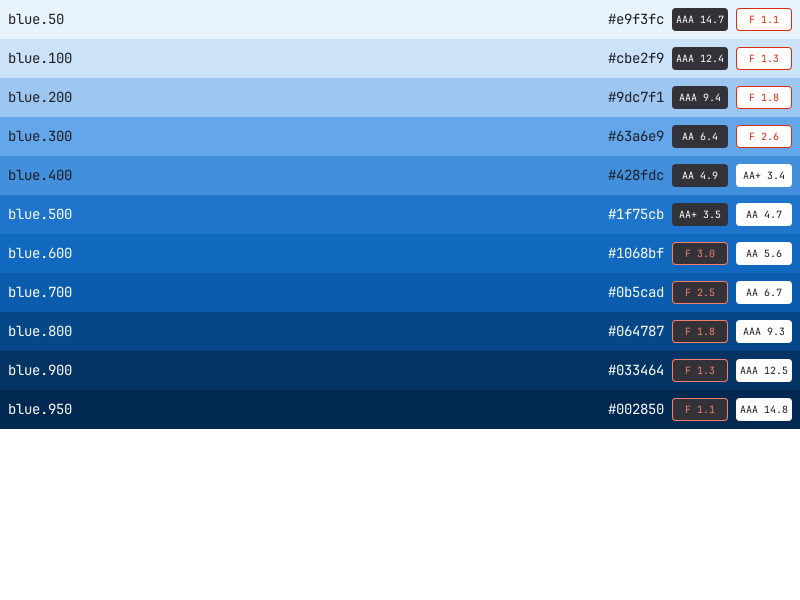 blue.50 #e9f3fc AAA 14.7 F 1.1
blue.100 #cbe2f9 AAA 12.4 F 1.3
blue.200 #9dc7f1 AAA 9.4 F 1.8
blue.300 #63a6e9 AA 6.4 F 2.6
blue.400 #428fdc AA 4.9 AA+ 3.4
blue.500 #1f75cb AA+ 3.5 AA 4.7
blue.600 #1068bf F 3.0 AA 5.6
blue.700 #0b5cad F 2.5 AA 6.7
blue.800 #064787 F 1.8 AAA 9.3
blue.900 #033464 F 1.3 AAA 12.5
blue.950 #002850 F 1.1 AAA 14.8